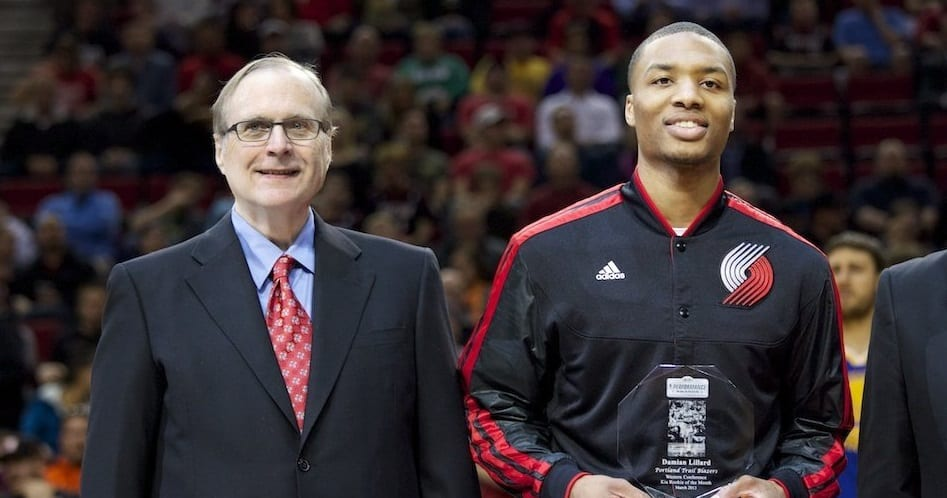 adidas
PERFORMANCE
Damian Lillard
Portland Trail Blazers
Western Conference
Kia Rookie of the Month
March 2013